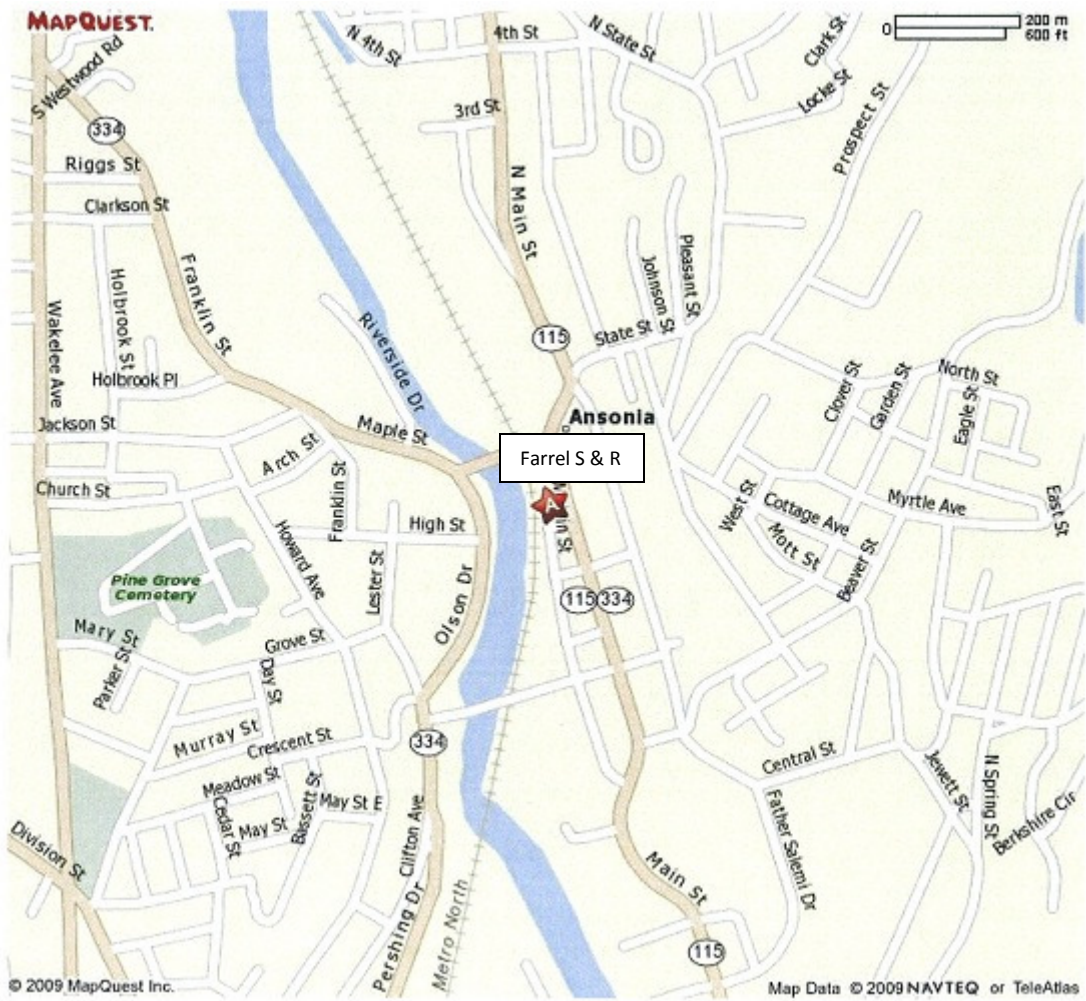 MAPQUEST.
0
200 m
600 ft
S Westwood Rd
N 4th St
4th St
N State St
Clark St
Locke St
Prospect St
3rd St
334
Riggs St
Clarkson St
N Main St
Holbrook St
Franklin St
Wakelee Ave
Riverside Dr
Johnson St
Pleasant St
115
State St
Holbrook Pl
Clover St
Garden St
North St
Eagle St
Jackson St
Maple St
Ansonia
Arch St
Farrel S & R
Church St
Franklin St
A
High St
West St
Cottage Ave
Myrtle Ave
East St
Mott St
Howard Ave
Lester St
Beaver St
Pine Grove
Cemetery
Olson Dr
115
334
Mary St
Grove St
Parker St
Day St
Murray St
Crescent St
334
Central St
Jewett St
N Spring St
Meadow St
Cedar St
May St
Bassett St
May St E
Clifton Ave
Berkshire Cir
Father Salemi Dr
Division St
Main St
Pershing Dr
Metro North
115
© 2009 MapQuest Inc.
Map Data © 2009 NAVTEQ or TeleAtlas